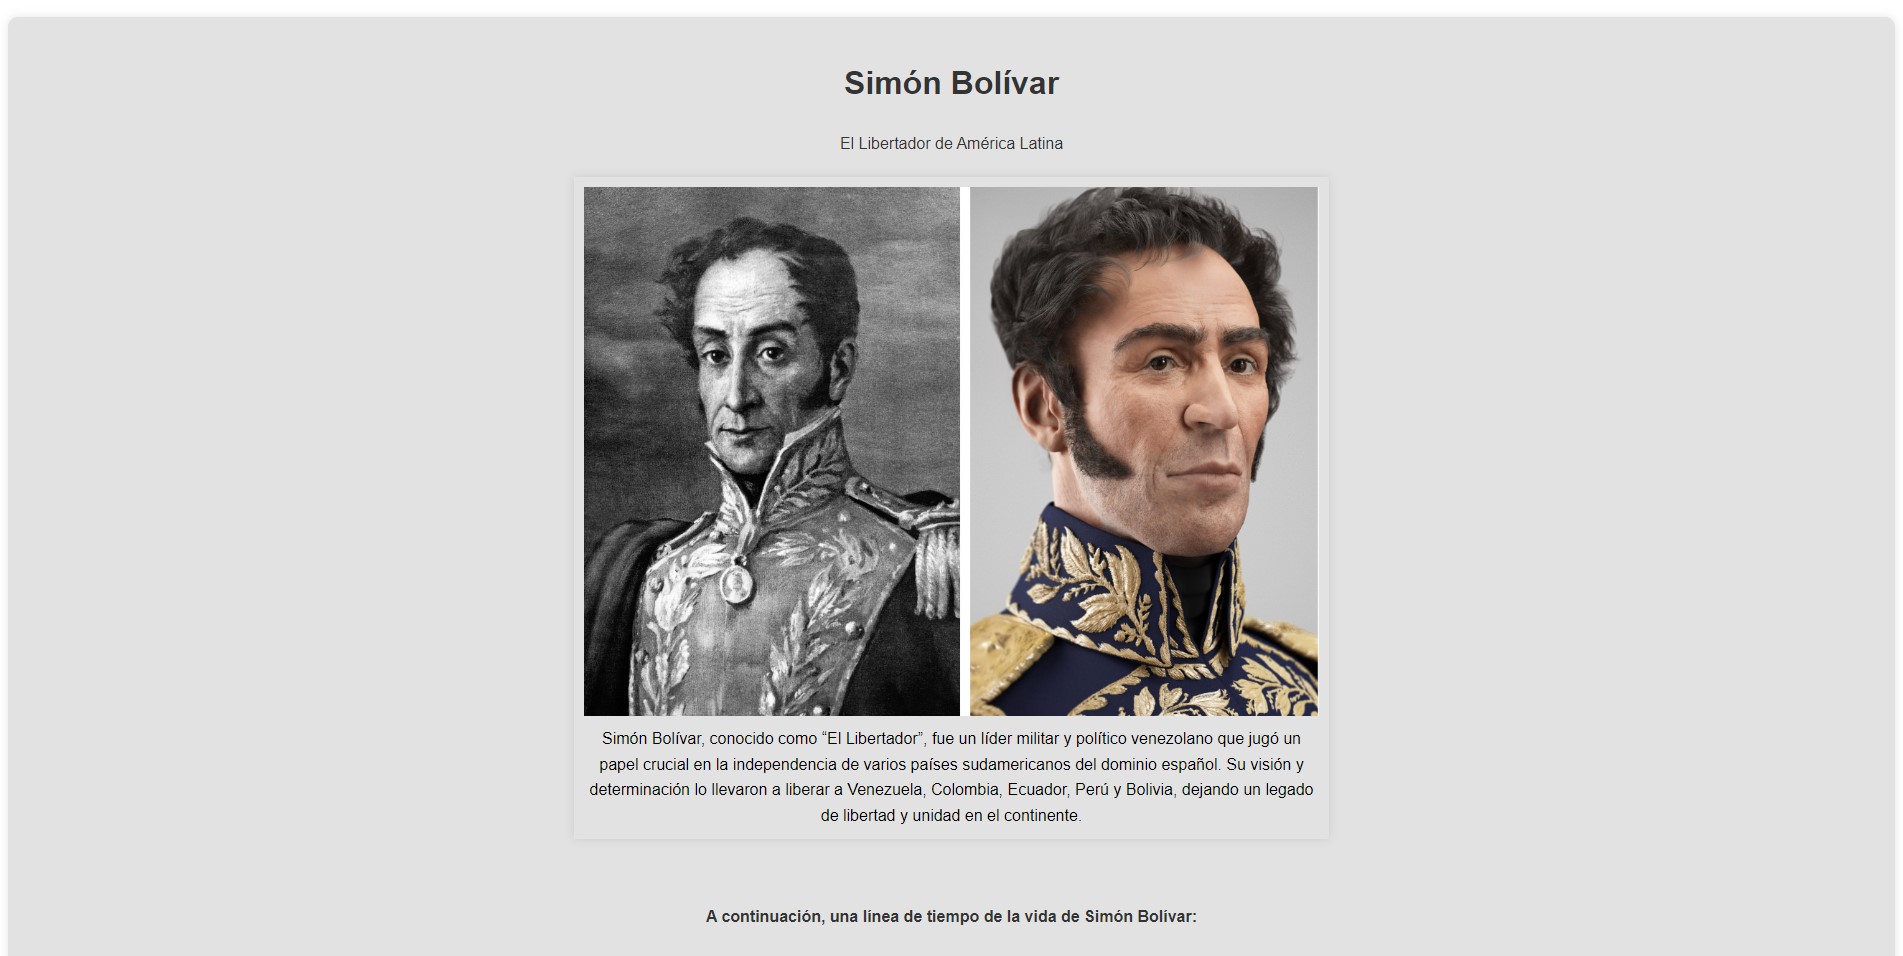 Simón Bolívar
El Libertador de América Latina
Simón Bolívar, conocido como “El Libertador”, fue un líder militar y político venezolano que jugó un
papel crucial en la independencia de varios países sudamericanos del dominio español. Su visión y
determinación lo llevaron a liberar a Venezuela, Colombia, Ecuador, Perú y Bolivia, dejando un legado
de libertad y unidad en el continente.
A continuación, una línea de tiempo de la vida de Simón Bolívar: